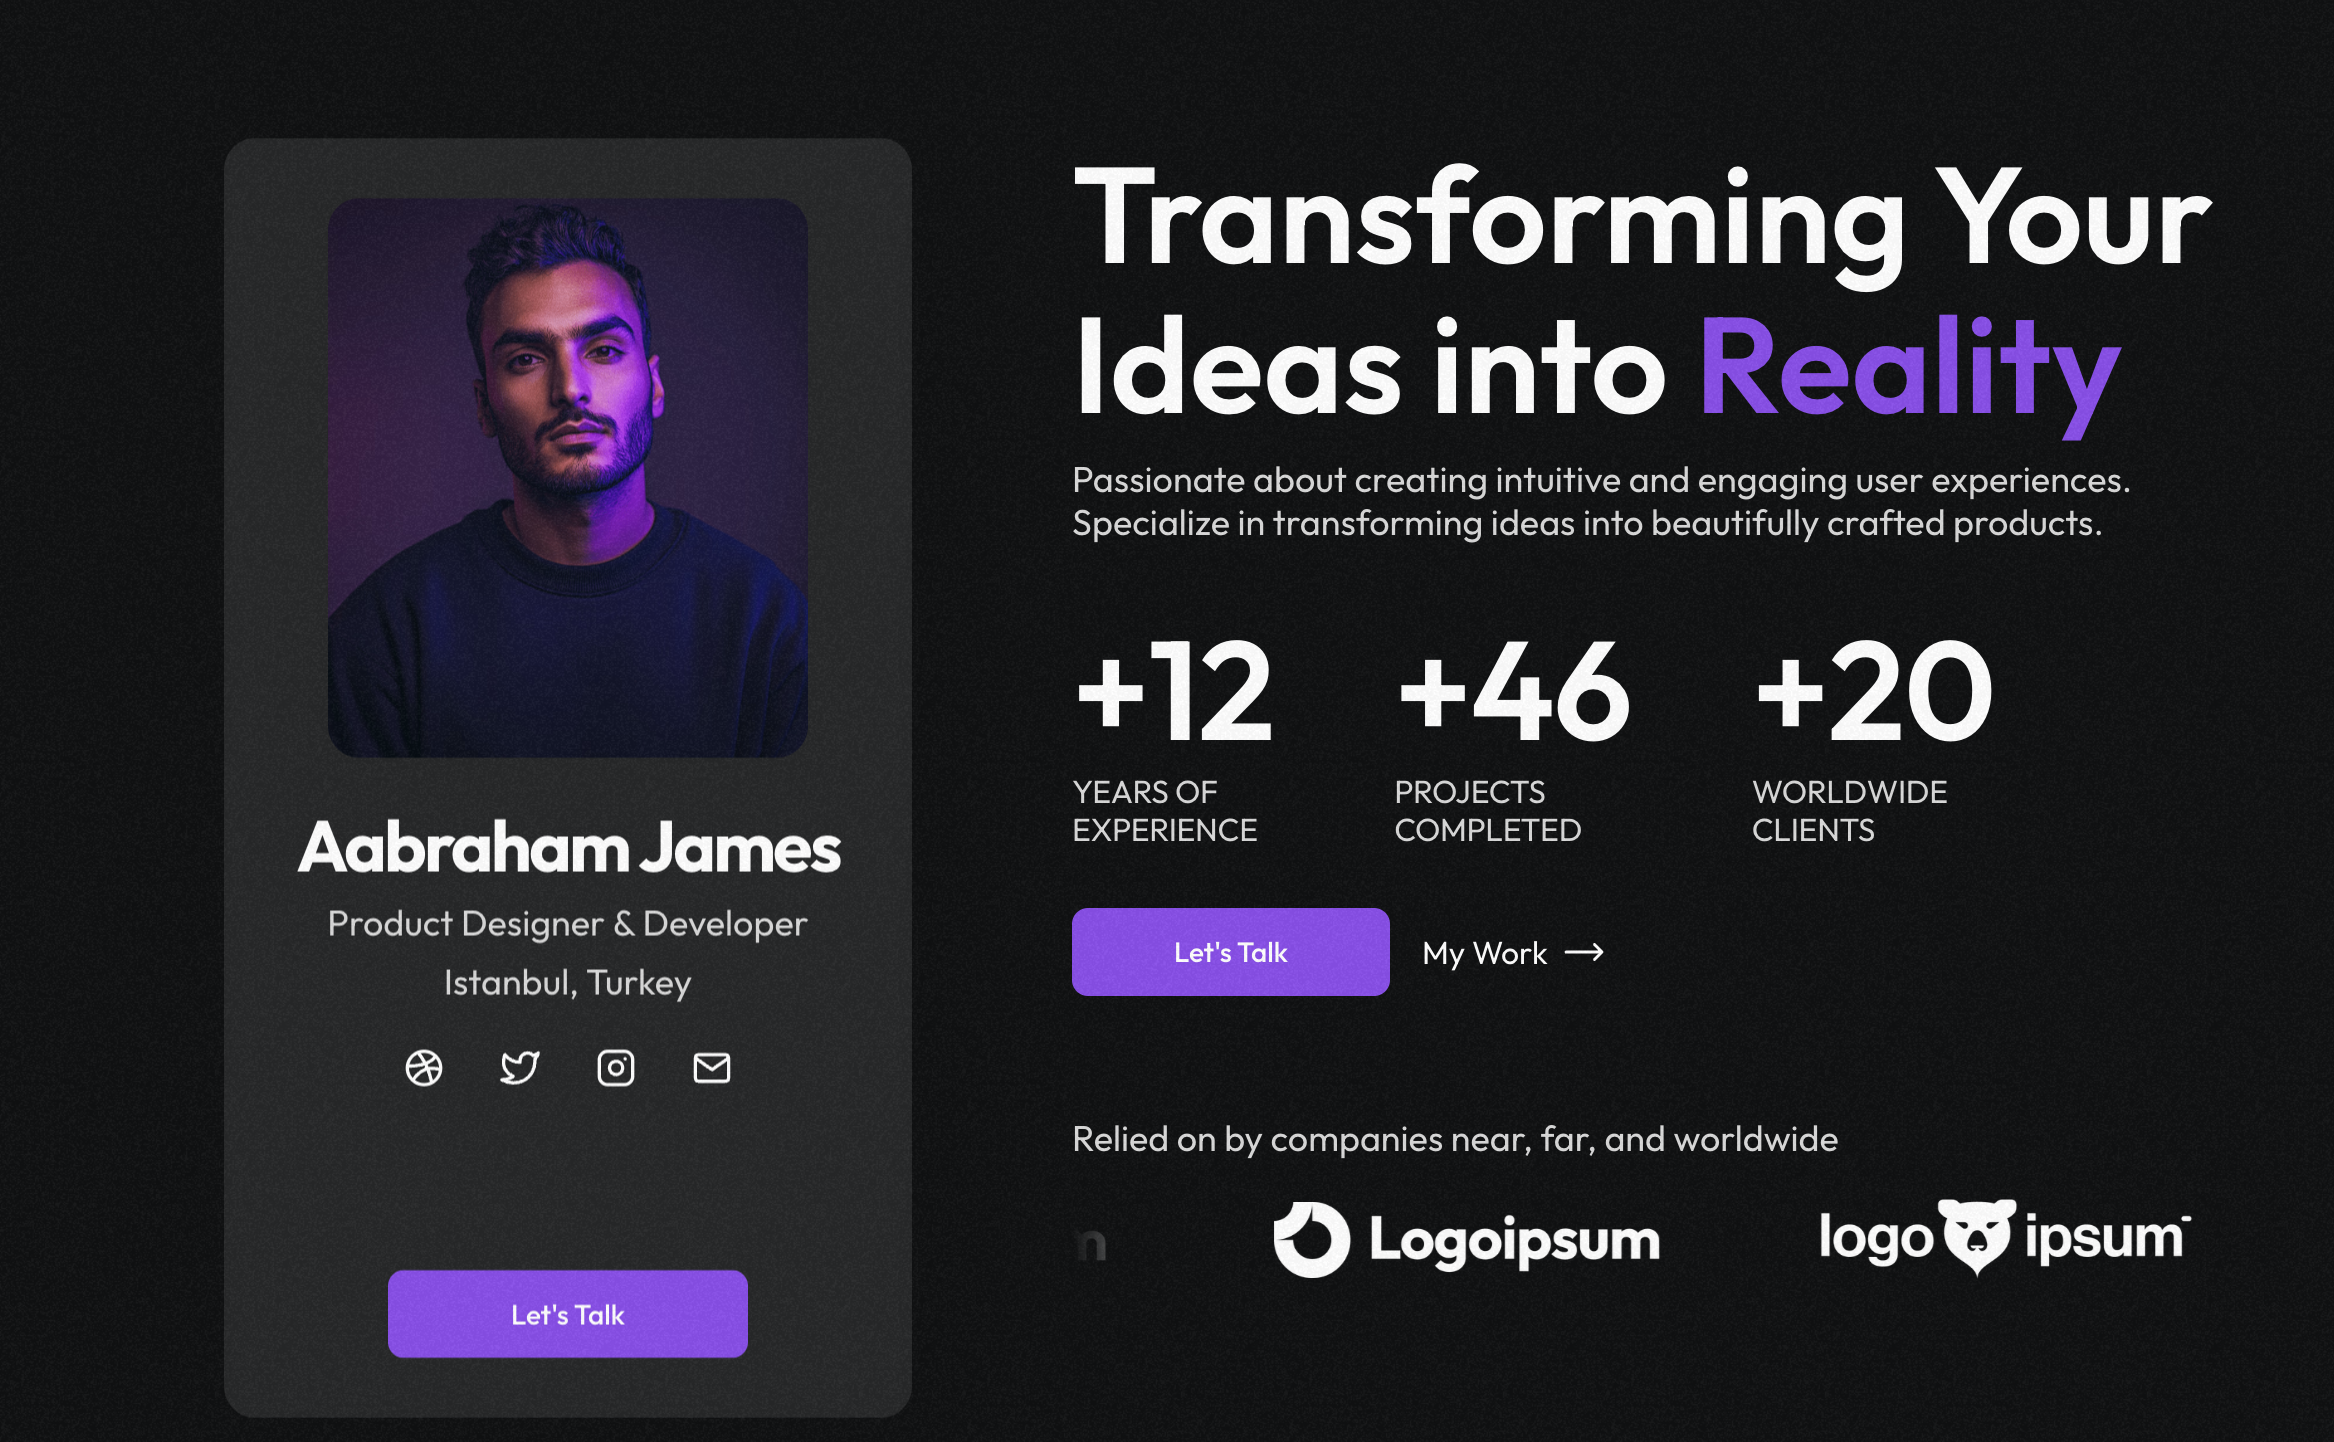 Aabraham James
Product Designer & Developer
Istanbul, Turkey
Let's Talk
Transforming Your
Ideas into Reality
Passionate about creating intuitive and engaging user experiences.
Specialize in transforming ideas into beautifully crafted products.
+12
YEARS OF
EXPERIENCE
+46
PROJECTS
COMPLETED
+20
WORLDWIDE
CLIENTS
Let's Talk
My Work
Relied on by companies near, far, and worldwide
Logoipsum
logo ipsum